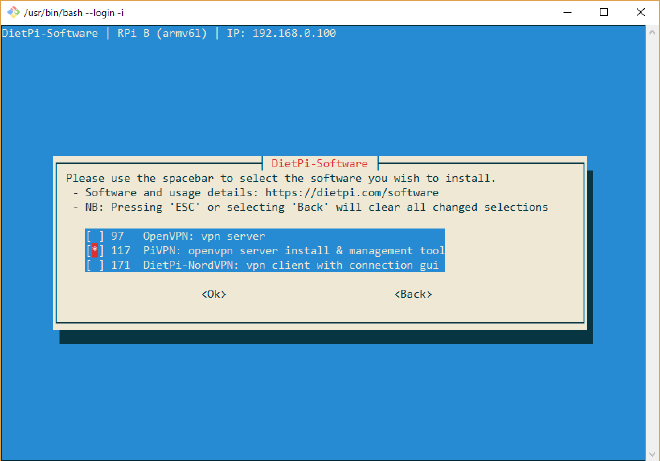 /usr/bin/bash --login -i
DietPi-Software | RPi B (armv6l) | IP: 192.168.0.100
DietPi-Software
Please use the spacebar to select the software you wish to install.
- Software and usage details: https://dietpi.com/software
- NB: Pressing 'ESC' or selecting 'Back' will clear all changed selections
[ ] 97 OpenVPN: vpn server
[*] 117 PiVPN: openvpn server install & management tool
[ ] 171 DietPi-NordVPN: vpn client with connection gui
<Ok> <Back>